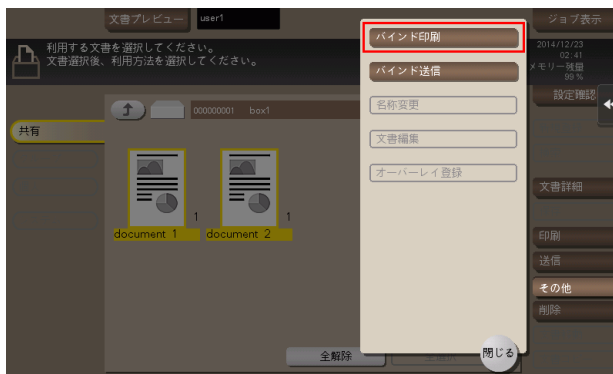 文書プレビュー
user1
ジョブ表示
利用する文書を選択してください。
文書選択後、利用方法を選択してください。
2014/12/23
02:41
メモリー残量
99 %
設定確認
バインド印刷
バインド送信
名称変更
文書編集
オーバーレイ登録
000000001 box1
共有
1
1
document 1
document 2
文書詳細
印刷
送信
その他
削除
全解除
全選択
閉じる